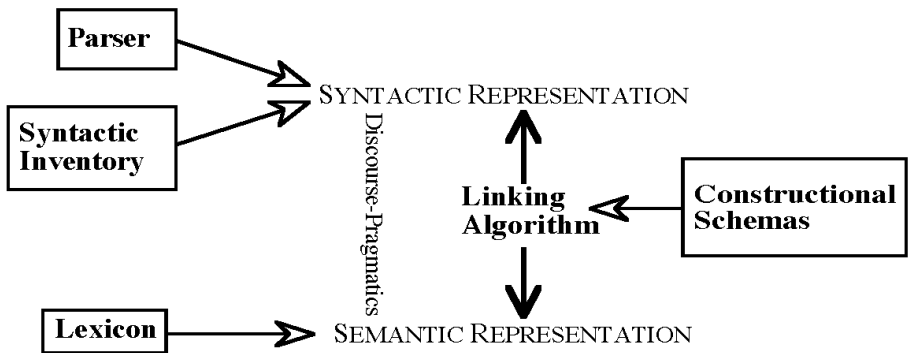 Parser
SYNTACTIC REPRESENTATION
Syntactic
Inventory
Discourse-Pragmatics
Linking
Algorithm
Constructional
Schemas
Lexicon
SEMANTIC REPRESENTATION